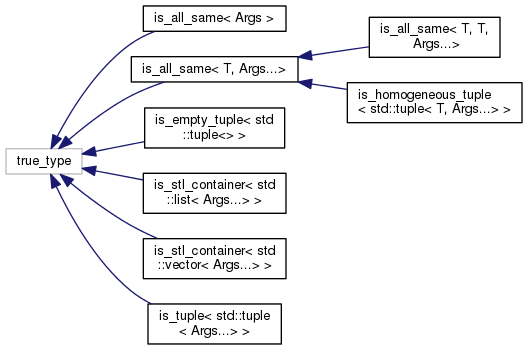 is_all_same< Args >
is_all_same< T, T,
Args...>
is_all_same< T, Args...>
is_homogeneous_tuple
< std::tuple< T, Args...> >
is_empty_tuple< std
::tuple<> >
true_type
is_stl_container< std
::list< Args...> >
is_stl_container< std
::vector< Args...> >
is_tuple< std::tuple
< Args...> >